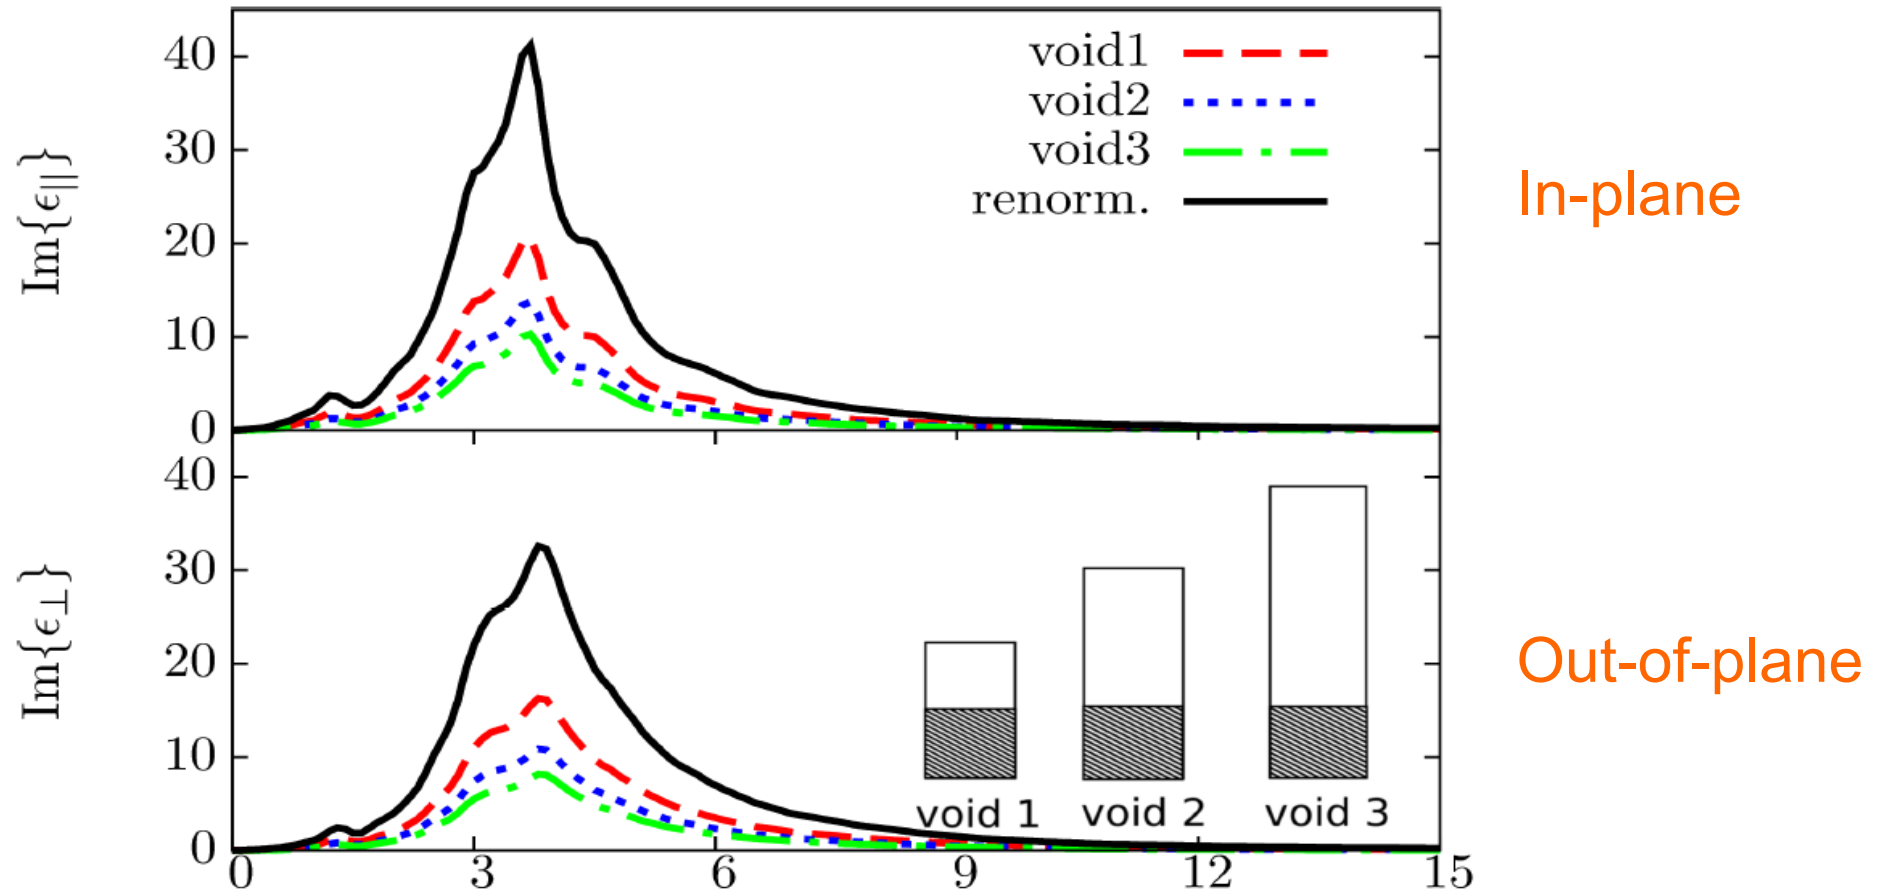 40
30
20
10
0
Im{ϵ||}
void1
void2
void3
renorm.
In-plane
40
30
20
10
0
Im{ϵ⊥}
void 1 void 2 void 3
Out-of-plane
0 3 6 9 12 15